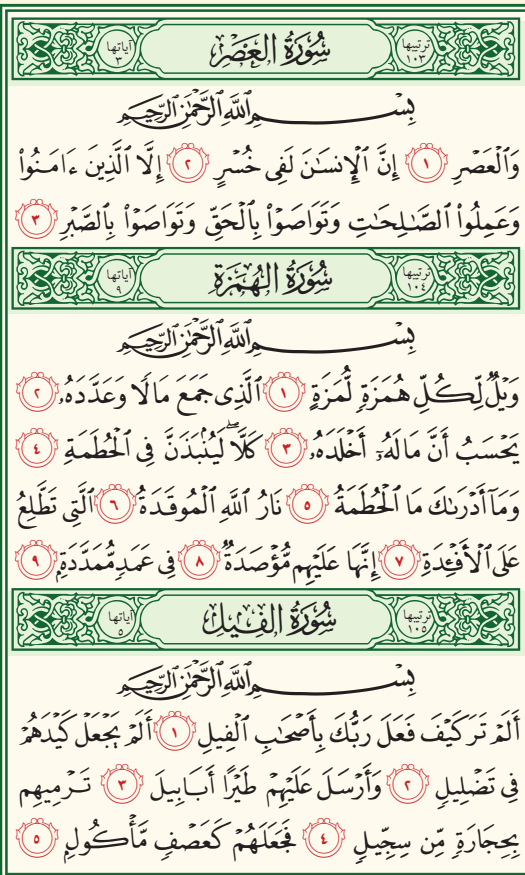 ترتيبها ١٠٣ سُورَةُ العَصْرِ آياتها ٣
بِسْمِ ٱللَّهِ ٱلرَّحْمَٰنِ ٱلرَّحِيمِ
وَٱلْعَصْرِ ١ إِنَّ ٱلْإِنسَٰنَ لَفِى خُسْرٍ ٢ إِلَّا ٱلَّذِينَ ءَامَنُوا۟
وَعَمِلُوا۟ ٱلصَّٰلِحَٰتِ وَتَوَاصَوْا۟ بِٱلْحَقِّ وَتَوَاصَوْا۟ بِٱلصَّبْرِ ٣
ترتيبها ١٠٤ سُورَةُ الهُمَزَةِ آياتها ٩
بِسْمِ ٱللَّهِ ٱلرَّحْمَٰنِ ٱلرَّحِيمِ
وَيْلٌ لِّكُلِّ هُمَزَةٍ لُّمَزَةٍ ١ ٱلَّذِى جَمَعَ مَالًا وَعَدَّدَهُۥ ٢
يَحْسَبُ أَنَّ مَالَهُۥٓ أَخْلَدَهُۥ ٣ كَلَّا ۖ لَيُنۢبَذَنَّ فِى ٱلْحُطَمَةِ ٤
وَمَآ أَدْرَىٰكَ مَا ٱلْحُطَمَةُ ٥ نَارُ ٱللَّهِ ٱلْمُوقَدَةُ ٦ ٱلَّتِى تَطَّلِعُ
عَلَى ٱلْأَفْـِٔدَةِ ٧ إِنَّهَا عَلَيْهِم مُّؤْصَدَةٌ ٨ فِى عَمَدٍ مُّمَدَّدَةٍۭ ٩
ترتيبها ١٠٥ سُورَةُ الفِيلِ آياتها ٥
بِسْمِ ٱللَّهِ ٱلرَّحْمَٰنِ ٱلرَّحِيمِ
أَلَمْ تَرَ كَيْفَ فَعَلَ رَبُّكَ بِأَصْحَٰبِ ٱلْفِيلِ ١ أَلَمْ يَجْعَلْ كَيْدَهُمْ
فِى تَضْلِيلٍ ٢ وَأَرْسَلَ عَلَيْهِمْ طَيْرًا أَبَابِيلَ ٣ تَرْمِيهِم
بِحِجَارَةٍ مِّن سِجِّيلٍ ٤ فَجَعَلَهُمْ كَعَصْفٍ مَّأْكُولٍۭ ٥